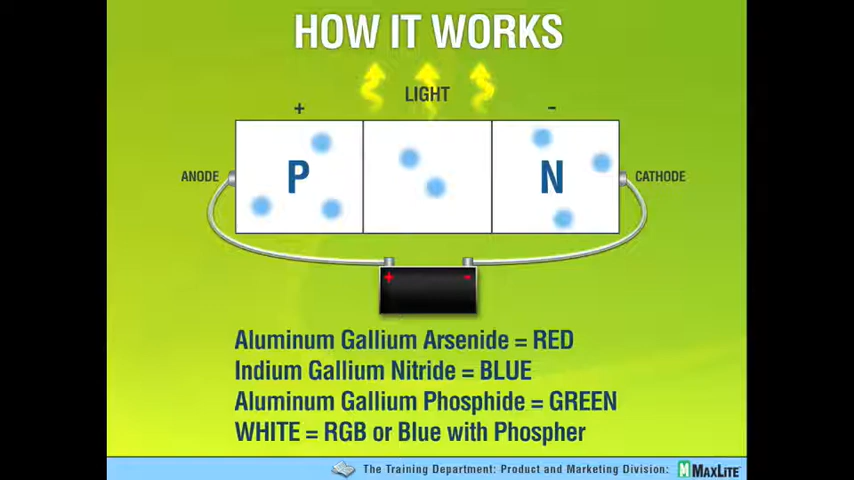 HOW IT WORKS
LIGHT
+ -
ANODE P N CATHODE
+ -
Aluminum Gallium Arsenide = RED
Indium Gallium Nitride = BLUE
Aluminum Gallium Phosphide = GREEN
WHITE = RGB or Blue with Phospher
The Training Department: Product and Marketing Division: MAXLITE